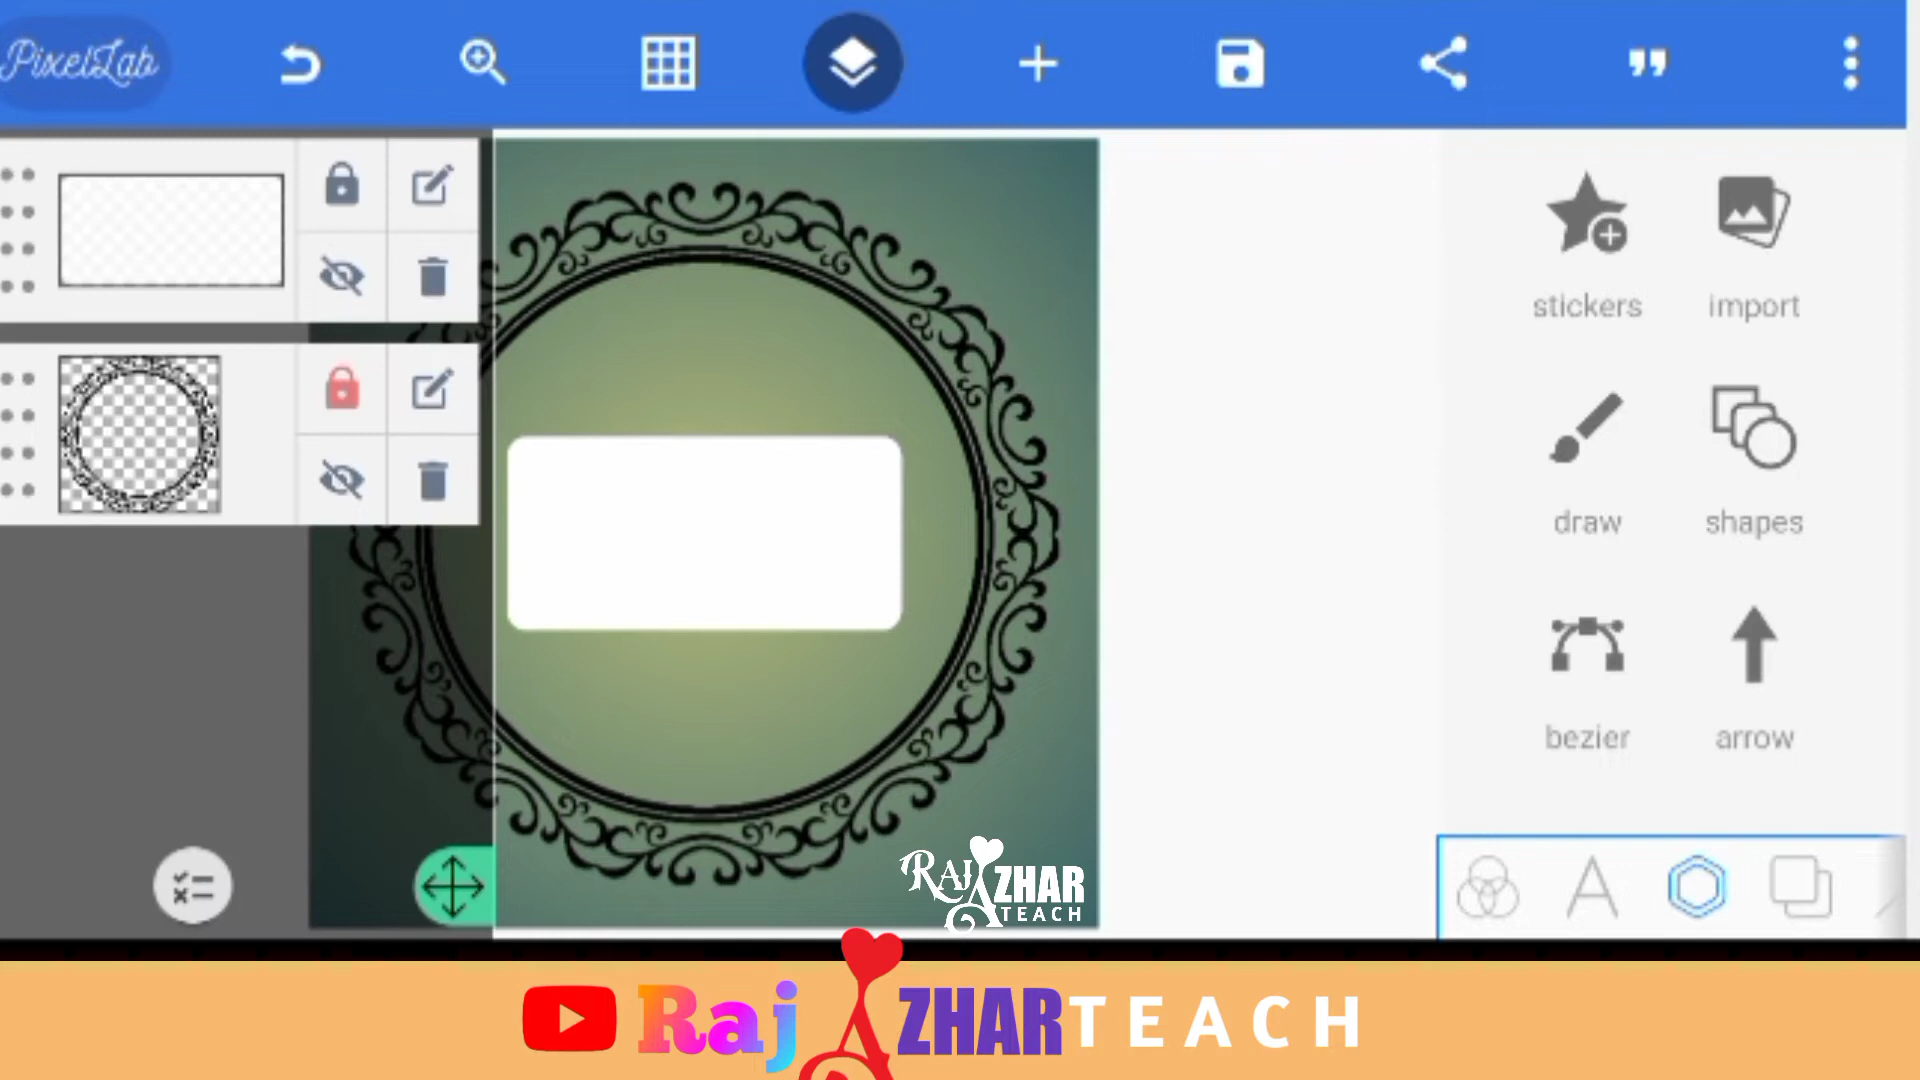 PixelLab
stickers import
draw shapes
bezier arrow
RAJ AZHAR
TEACH
Raj AZHAR TEACH